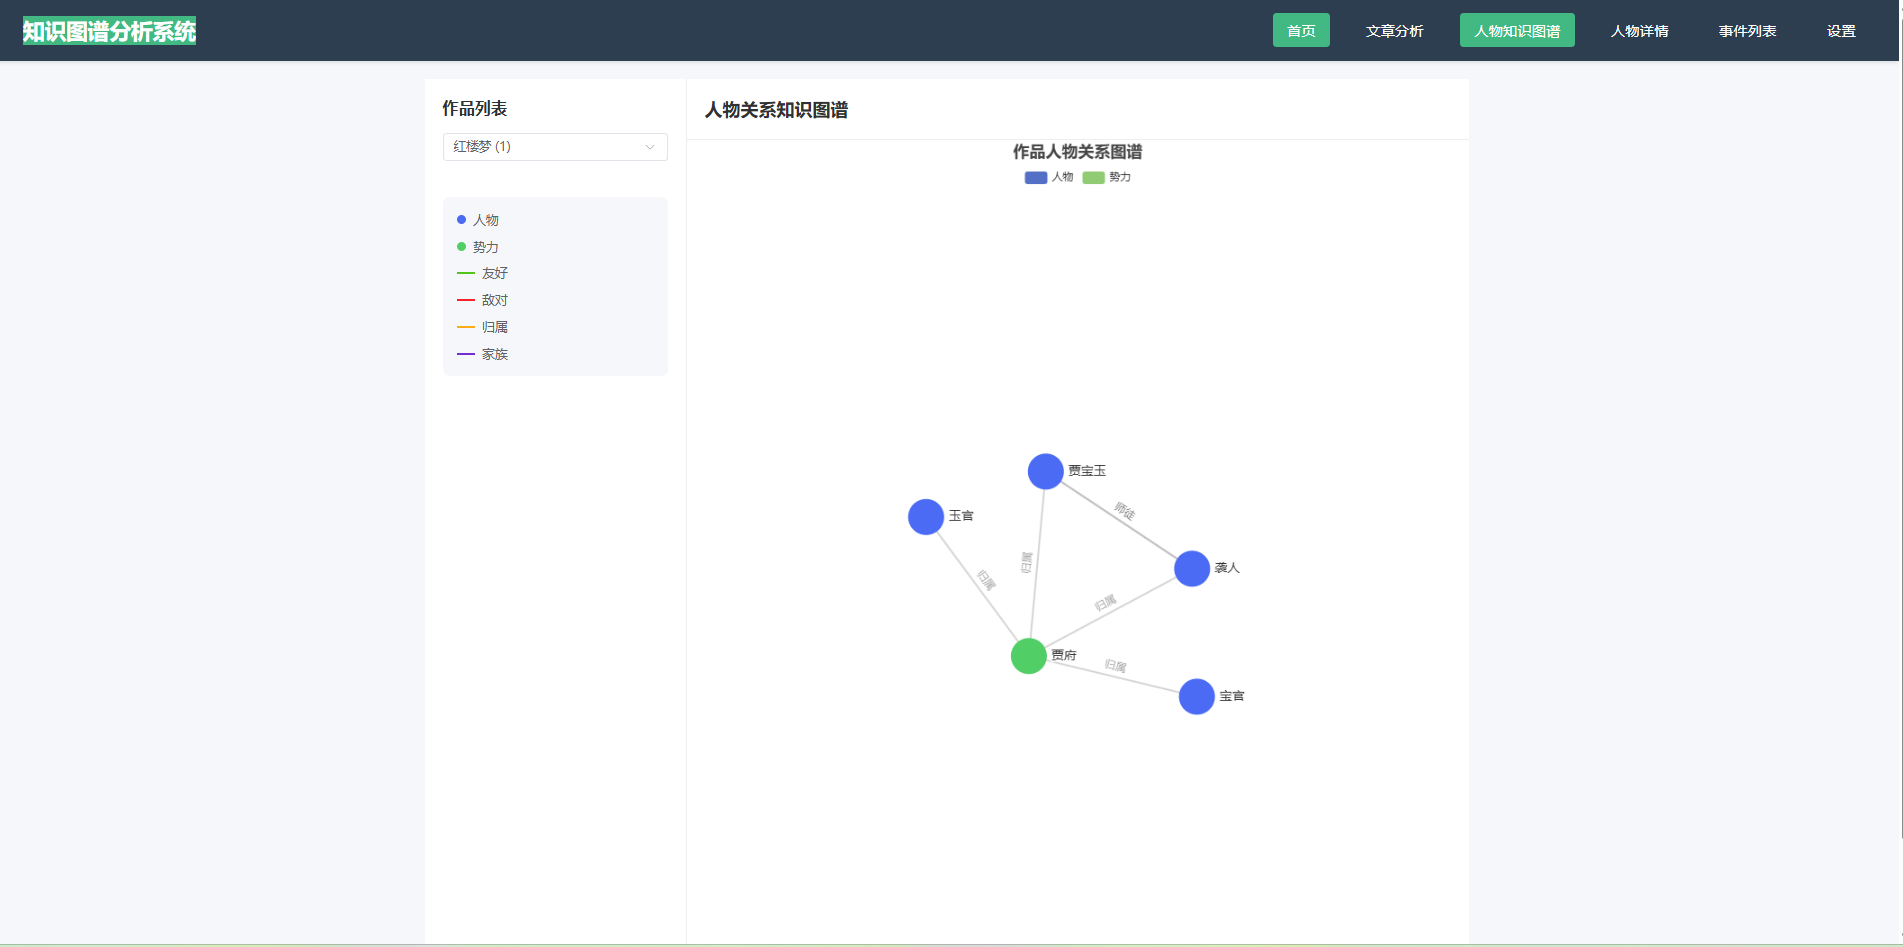 知识图谱分析系统
首页 文章分析 人物知识图谱 人物详情 事件列表 设置
作品列表
红楼梦 (1)
人物
势力
友好
敌对
归属
家族
人物关系知识图谱
作品人物关系图谱
人物 势力
贾宝玉
师徒
玉官
归属
归属
袭人
归属
贾府
归属
宝官